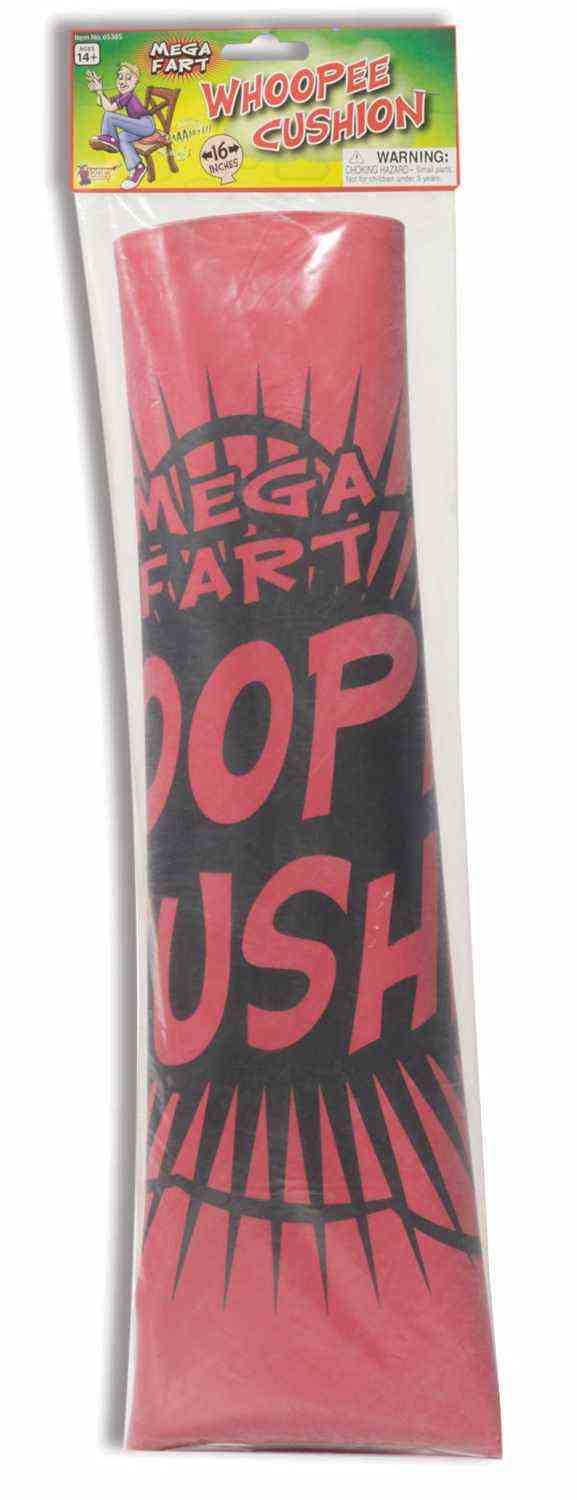 Item No. 65385
AGES
14+
MEGA
FART
WHOOPEE
CUSHION
16
INCHES
WARNING:
CHOKING HAZARD - Small parts.
Not for children under 3 years.
MEGA
FART!!
OOP
USH